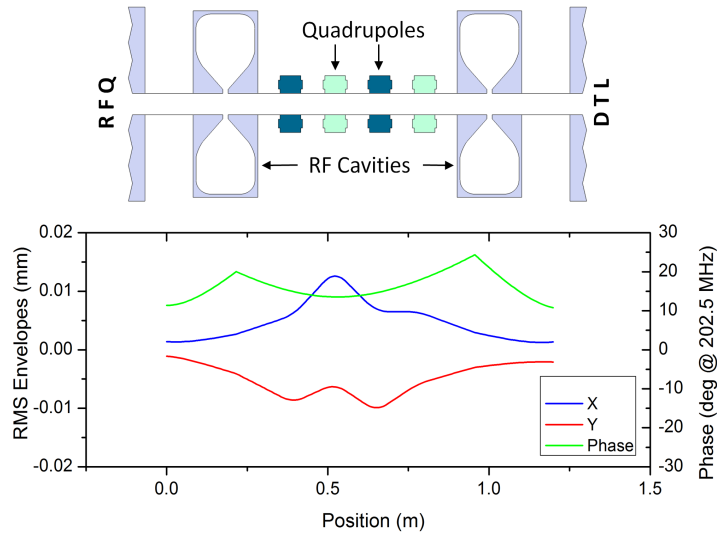 Quadrupoles
RFQ
DTL
RF Cavities
0.02
0.01
0.00
-0.01
-0.02
RMS Envelopes (mm)
30
20
10
0
-10
-20
-30
Phase (deg @ 202.5 MHz)
X
Y
Phase
0.0
0.5
1.0
1.5
Position (m)